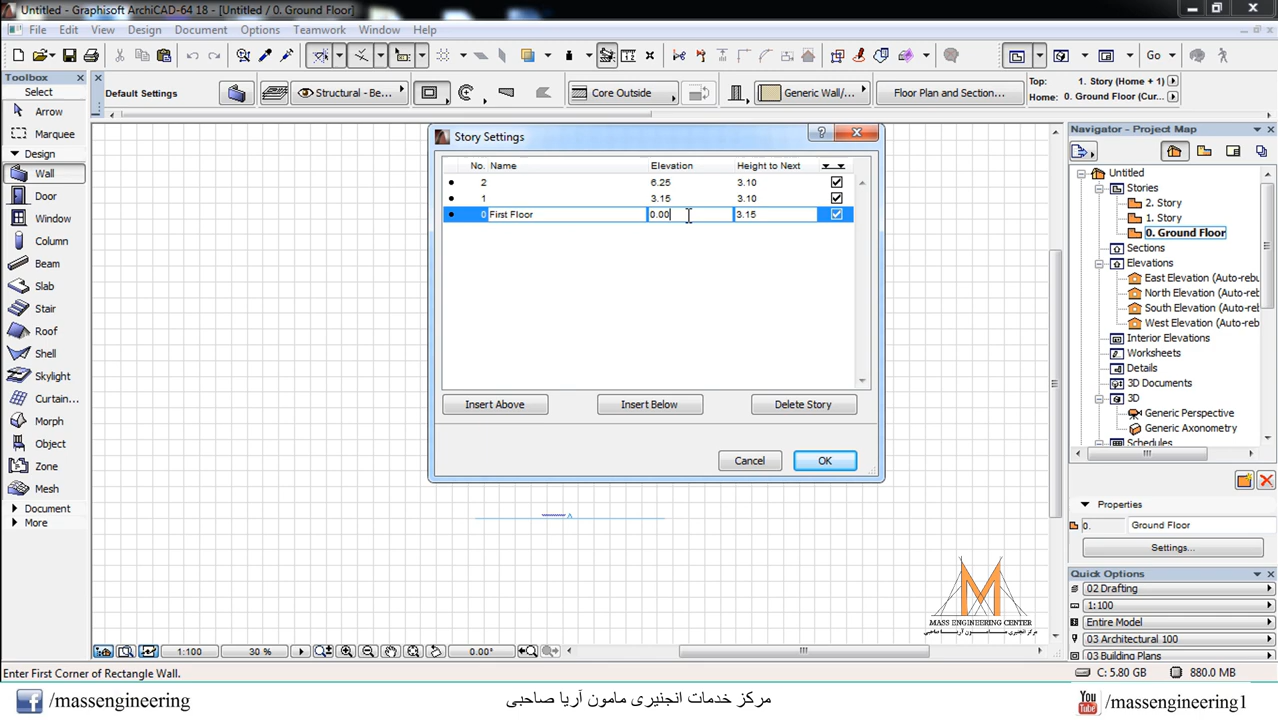 Untitled - Graphisoft ArchiCAD-64 18 - [Untitled / 0. Ground Floor]
File Edit View Design Document Options Teamwork Window Help
Go
Toolbox
Select
Arrow
Marquee
Design
Wall
Door
Window
Column
Beam
Slab
Stair
Roof
Shell
Skylight
Curtain...
Morph
Object
Zone
Mesh
Document
More
Default Settings
Structural - Be...
Core Outside
Generic Wall/...
Floor Plan and Section...
Top: 1. Story (Home + 1)
Home: 0. Ground Floor (Cur...
Story Settings
No. Name Elevation Height to Next
2 6.25 3.10
1 3.15 3.10
0 First Floor 0.00 3.15
Insert Above Insert Below Delete Story
Cancel OK
Navigator - Project Map
Untitled
Stories
2. Story
1. Story
0. Ground Floor
Sections
Elevations
East Elevation (Auto-rebu
North Elevation (Auto-reb
South Elevation (Auto-reb
West Elevation (Auto-reb
Interior Elevations
Worksheets
Details
3D Documents
3D
Generic Perspective
Generic Axonometry
Schedules
Properties
0. Ground Floor
Settings...
Quick Options
02 Drafting
1:100
Entire Model
03 Architectural 100
03 Building Plans
MASS ENGINEERING CENTER
مرکز انجنیری مامون آریا صاحبی
1:100 30 % 0.00°
Enter First Corner of Rectangle Wall.
C: 5.80 GB 880.0 MB
/massengineering
مرکز خدمات انجنیری مامون آریا صاحبی
You Tube
/massengineering1